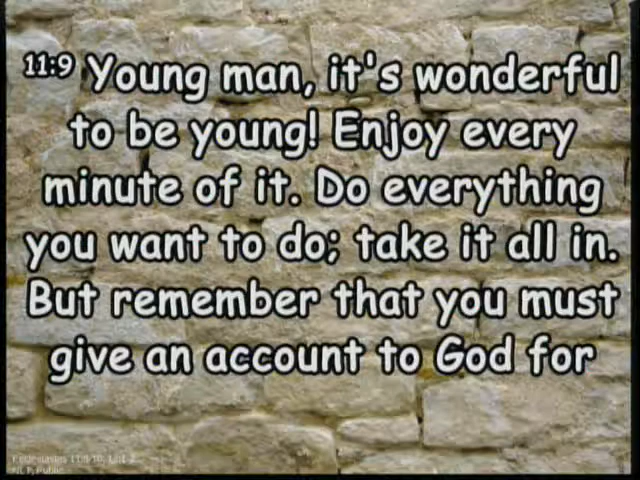 11:9 Young man, it's wonderful
to be young! Enjoy every
minute of it. Do everything
you want to do; take it all in.
But remember that you must
give an account to God for